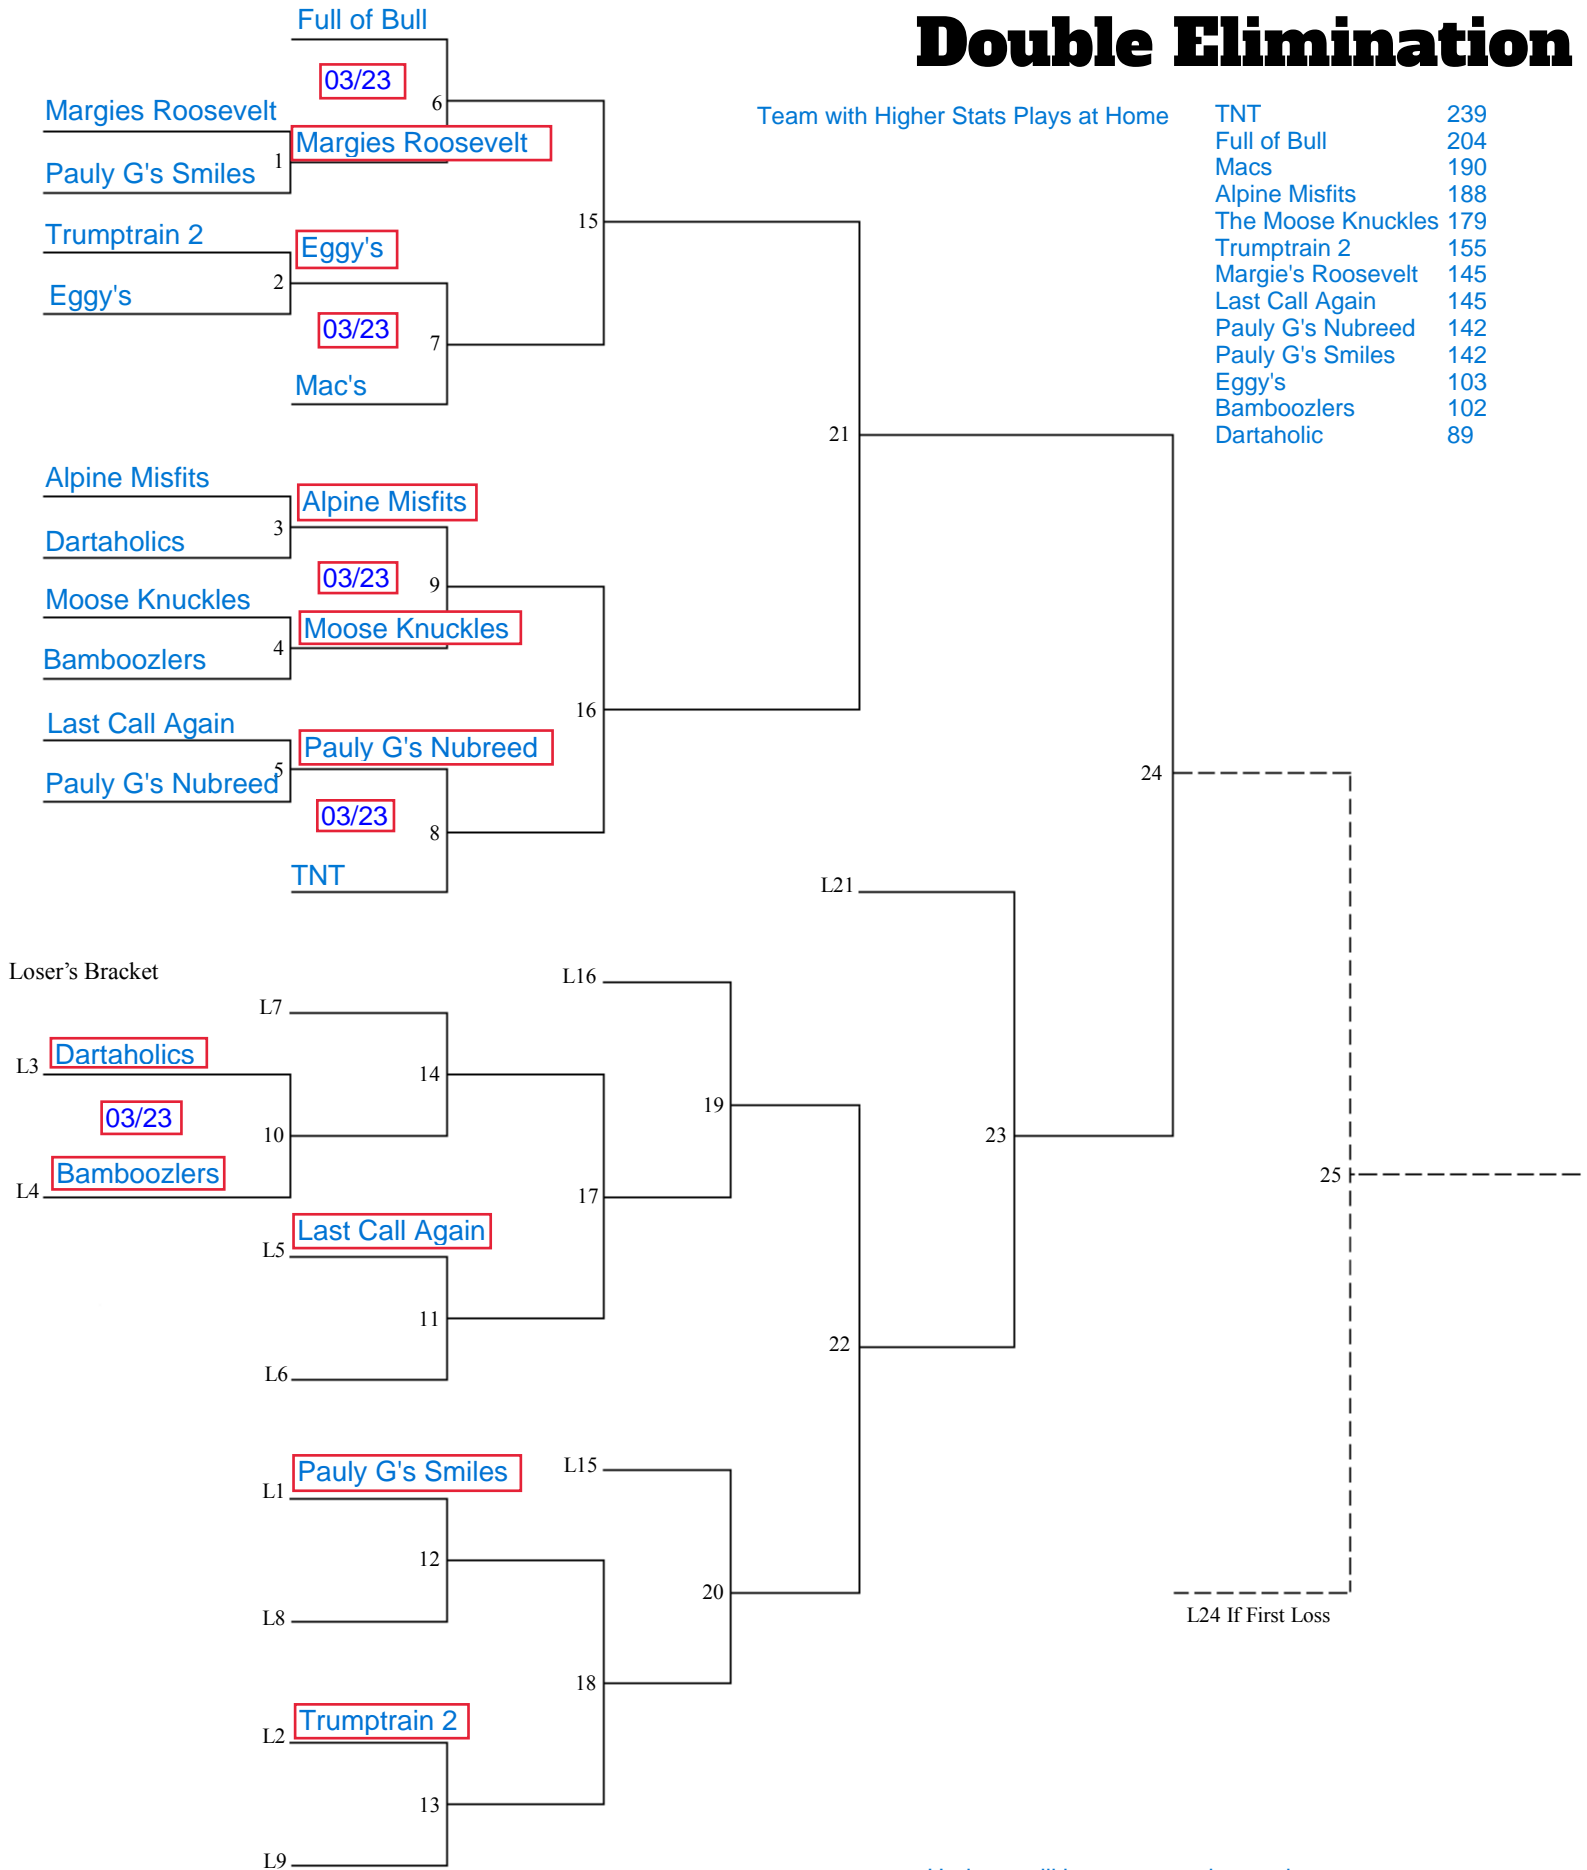 Double Elimination
Team with Higher Stats Plays at Home
TNT 239
Full of Bull 204
Macs 190
Alpine Misfits 188
The Moose Knuckles 179
Trumptrain 2 155
Margie's Roosevelt 145
Last Call Again 145
Pauly G's Nubreed 142
Pauly G's Smiles 142
Eggy's 103
Bamboozlers 102
Dartaholic 89
Full of Bull
03/23
6
Margies Roosevelt
1
Margies Roosevelt
Pauly G's Smiles
15
Trumptrain 2
Eggy's
2
Eggy's
03/23
7
Mac's
21
Alpine Misfits
Alpine Misfits
3
Dartaholics
03/23
9
Moose Knuckles
Moose Knuckles
4
Bamboozlers
16
Last Call Again
Pauly G's Nubreed
5
Pauly G's Nubreed
03/23
8
TNT
24
L21
Loser's Bracket
L16
L7
L3 Dartaholics
14
03/23
10
19
23
Bamboozlers
L4
17
25
Last Call Again
L5
11
22
L6
Pauly G's Smiles
L15
L1
12
20
L8
L24 If First Loss
18
Trumptrain 2
L2
13
L9